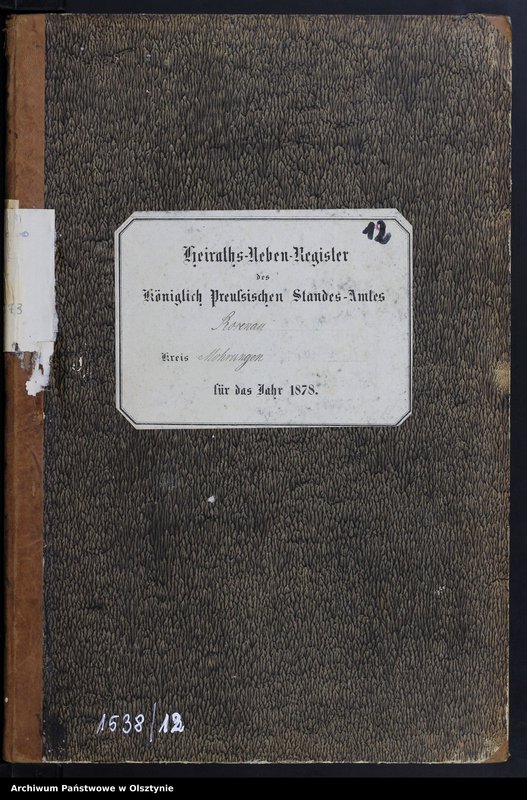 12
Heiraths-Neben-Register
des
Königlich Preußischen Standes-Amtes
Rosenau
Kreis Mohrungen
für das Jahr 1878.
1538/12
Archiwum Państwowe w Olsztynie